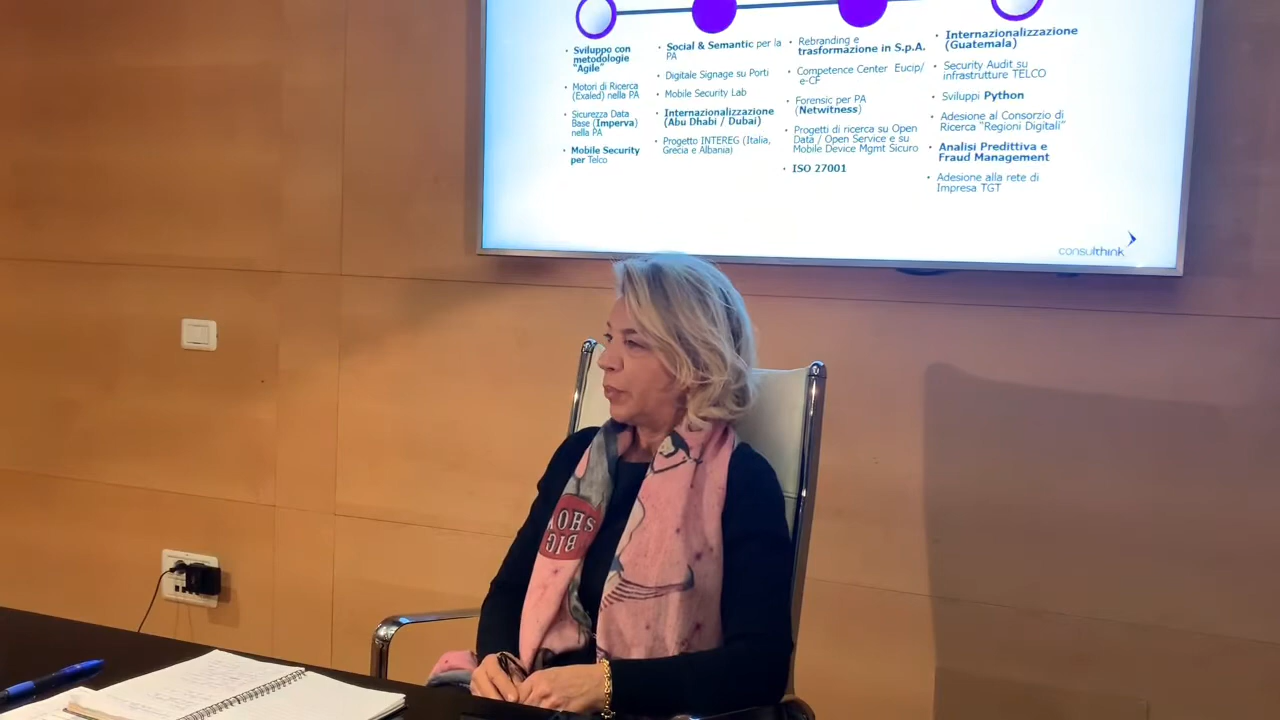 • Sviluppo con
metodologie
"Agile"
• Motori di Ricerca
(Exaled) nella PA
• Sicurezza Data
Base (Imperva)
nella PA
• Mobile Security
per Telco
• Social & Semantic per la
PA
• Digitale Signage su Porti
• Mobile Security Lab
• Internazionalizzazione
(Abu Dhabi / Dubai)
• Progetto INTEREG (Italia,
Grecia e Albania)
• Rebranding e
trasformazione in S.p.A.
• Competence Center Eucip/
e-CF
• Forensic per PA
(Netwitness)
• Progetti di ricerca su Open
Data / Open Service e su
Mobile Device Mgmt Sicuro
• ISO 27001
• Internazionalizzazione
(Guatemala)
• Security Audit su
infrastrutture TELCO
• Sviluppi Python
• Adesione al Consorzio di
Ricerca "Regioni Digitali"
• Analisi Predittiva e
Fraud Management
• Adesione alla rete di
Impresa TGT
consulthink
SHOW
BIG